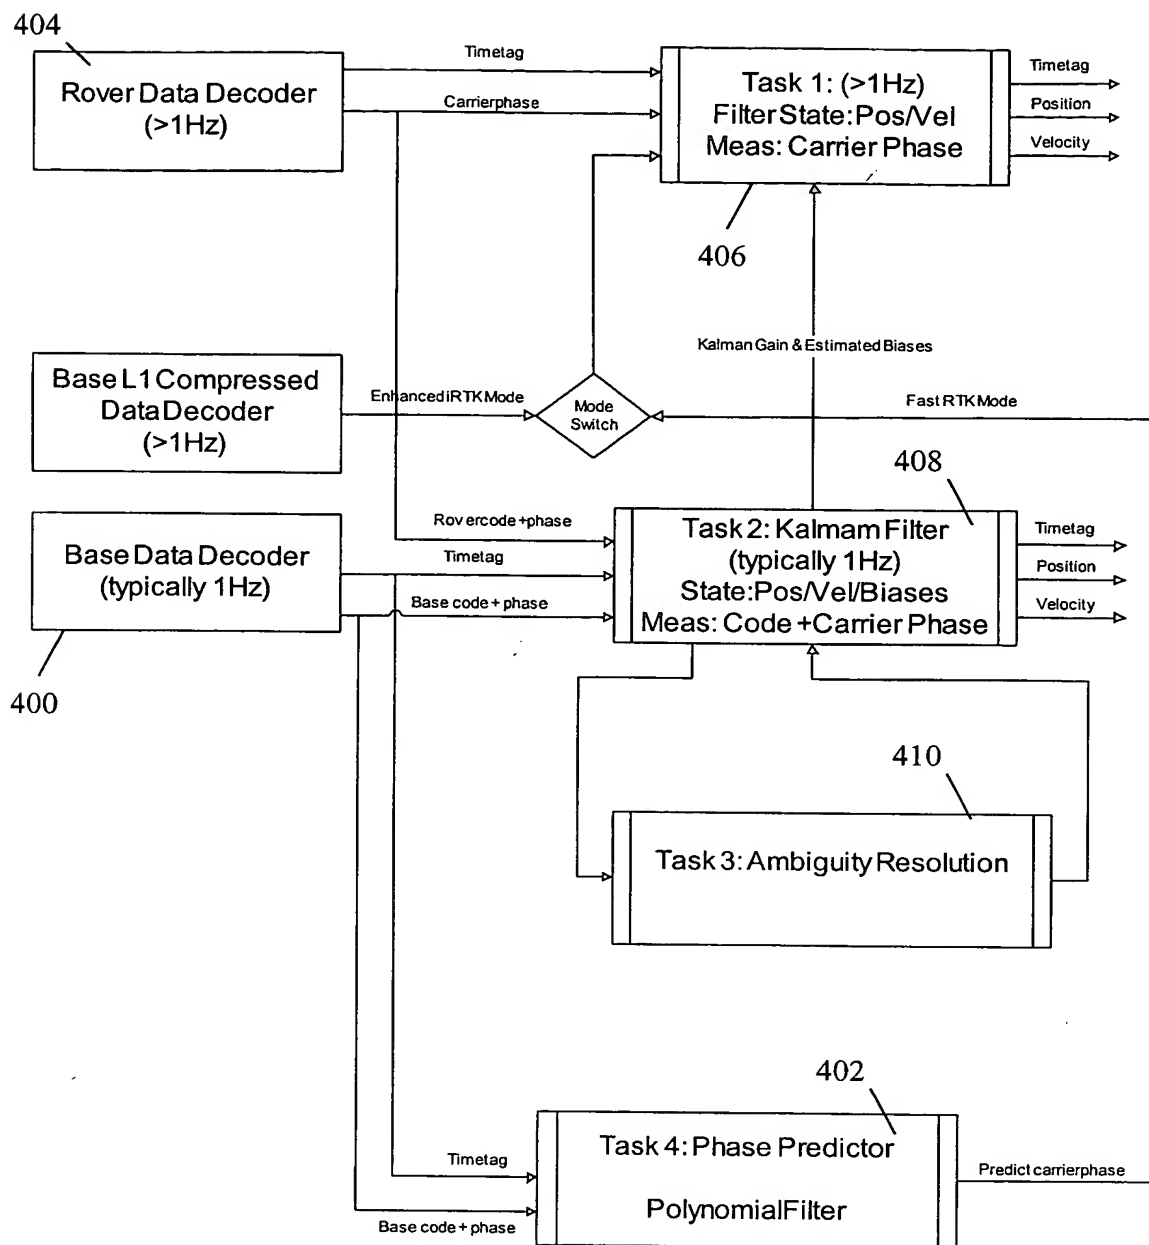 404
Rover Data Decoder
(>1Hz)
Timetag
Carrierphase
Task 1: (>1Hz)
Filter State:Pos/Vel
Meas: Carrier Phase
Timetag
Position
Velocity
406
Kalman Gain & Estimated Biases
Base L1 Compressed
Data Decoder
(>1Hz)
Enhanced iRTK Mode
Mode
Switch
Fast RTK Mode
408
Base Data Decoder
(typically 1Hz)
400
Rovercode+phase
Timetag
Base code + phase
Task 2: Kalmam Filter
(typically 1Hz)
State:Pos/Vel/Biases
Meas: Code +Carrier Phase
Timetag
Position
Velocity
410
Task 3: Ambiguity Resolution
402
Timetag
Base code + phase
Task 4: Phase Predictor
Polynomial Filter
Predict carrierphase